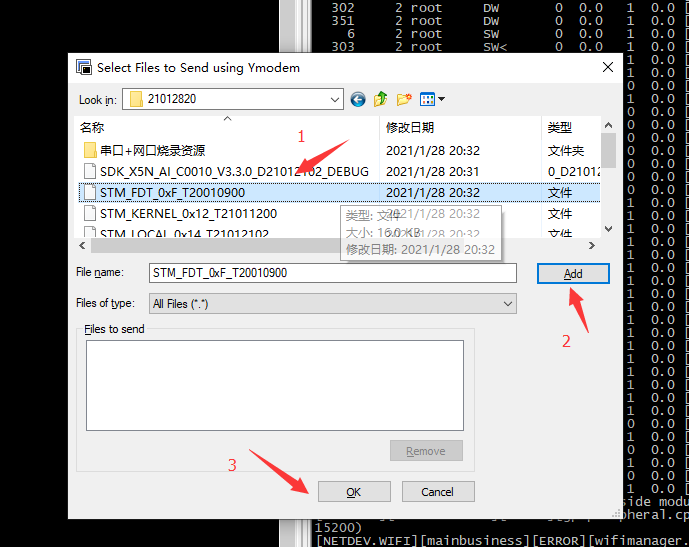 302 2 root DW 0 0.0 1 0.0 [
351 2 root DW 0 0.0 1 0.0 [
6 2 root SW 0 0.0 0 0.0 [
303 2 root SW< 0 0.0 1 0.0 [
Select Files to Send using Ymodem
Look in: 21012820
名称 修改日期 类型
1
串口+网口烧录资源 2021/1/28 20:32 文件夹
SDK_X5N_AI_C0010_V3.3.0_D21012102_DEBUG 2021/1/28 20:31 0_D21012
STM_FDT_0xF_T20010900 2021/1/28 20:32 文件
STM_KERNEL_0x12_T21011200 2021/1/28 20:32 文件
STM_LOCAL_0x14_T21012102 2021/1/28 20:32 文件
类型: 文件
大小: 16.0 KB
修改日期: 2021/1/28 20:32
File name: STM_FDT_0xF_T20010900 Add
Files of type: All Files (*.*)
2
Files to send
Remove
3
OK Cancel
side modu
pheral.cp
15200)
[NETDEV.WIFI][mainbusiness][ERROR][wifimanager.